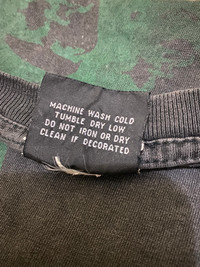 MACHINE WASH COLD
TUMBLE DRY LOW
DO NOT IRON OR DRY
CLEAN IF DECORATED